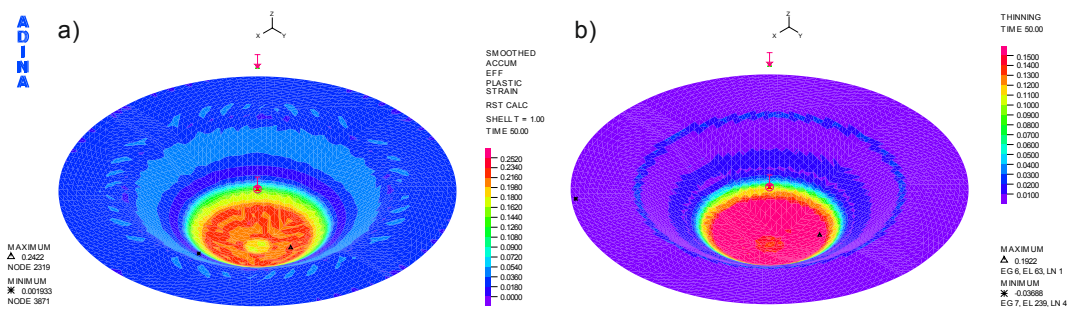 ADINA
a)
Z
X
Y
SMOOTHED
ACCUM
EFF
PLASTIC
STRAIN
RST CALC
SHELL T = 1.00
TIME 50.00
0.2520
0.2340
0.2160
0.1980
0.1800
0.1620
0.1440
0.1260
0.1080
0.0900
0.0720
0.0540
0.0360
0.0180
0.0000
MAXIMUM
0.2422
NODE 2319
MINIMUM
0.001933
NODE 3871
b)
Z
X
Y
THINNING
TIME 50.00
0.1500
0.1300
0.1200
0.1100
0.1000
0.0900
0.0800
0.0700
0.0600
0.0500
0.0400
0.0300
0.0200
0.0100
MAXIMUM
0.1922
EG 6, EL 63, LN 1
MINIMUM
-0.03688
EG 7, EL 239, LN 4